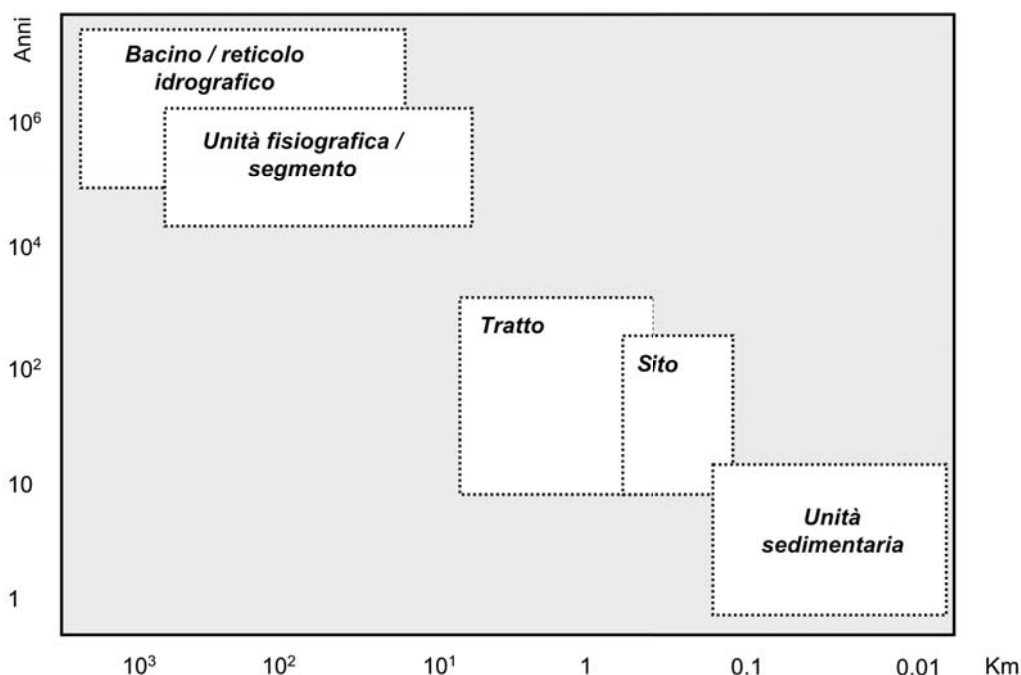 Anni
Bacino / reticolo
idrografico
10⁶
Unità fisiografica /
segmento
10⁴
Tratto
10²
Sito
10
Unità
sedimentaria
1
10³ 10² 10¹ 1 0.1 0.01 Km